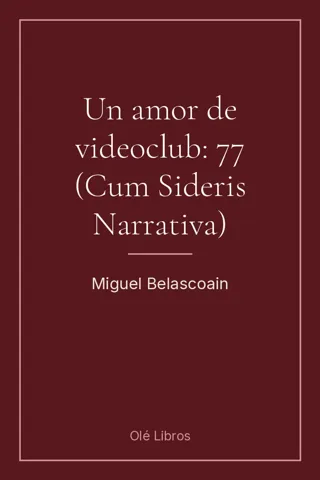 Un amor de
videoclub: 77
(Cum Sideris
Narrativa)
Miguel Belascoain
Olé Libros